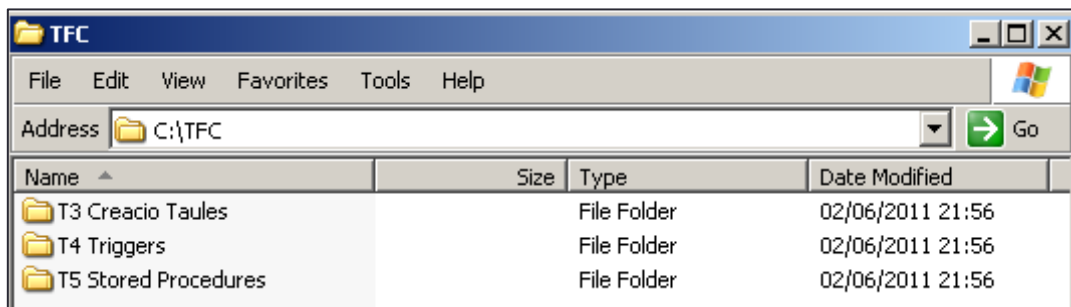 TFC
File Edit View Favorites Tools Help
Address C:\TFC Go
Name Size Type Date Modified
T3 Creacio Taules File Folder 02/06/2011 21:56
T4 Triggers File Folder 02/06/2011 21:56
T5 Stored Procedures File Folder 02/06/2011 21:56